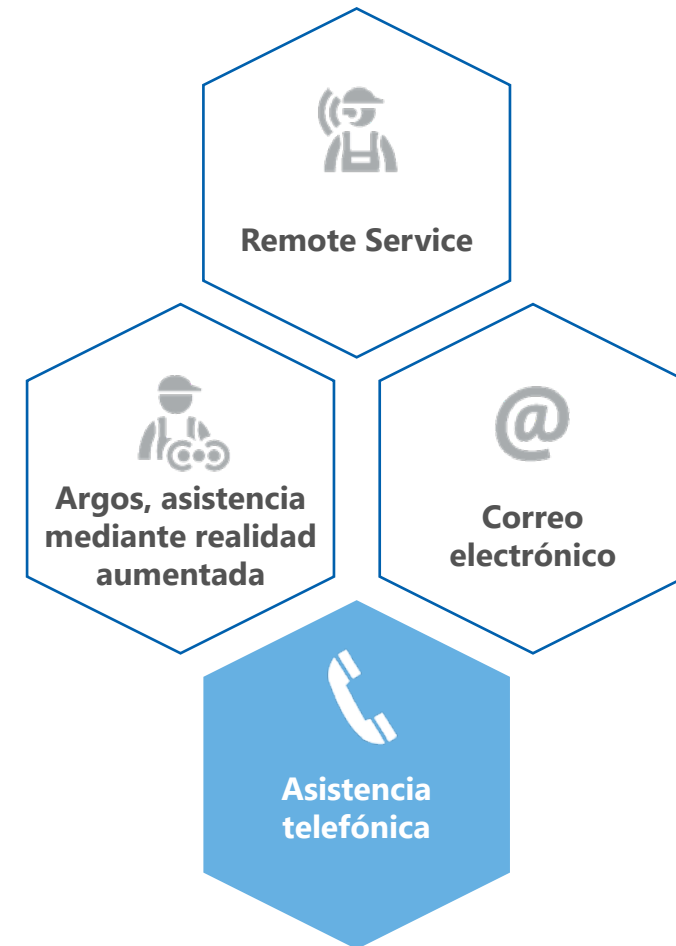 Remote Service
Argos, asistencia
mediante realidad
aumentada
@
Correo
electrónico
Asistencia
telefónica